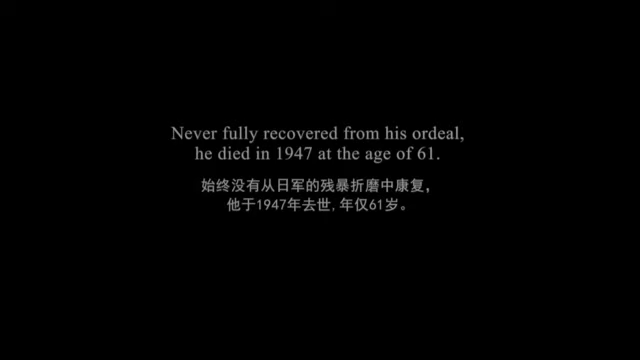 Never fully recovered from his ordeal,
he died in 1947 at the age of 61.
始终没有从日军的残暴折磨中康复，
他于1947年去世,年仅61岁。